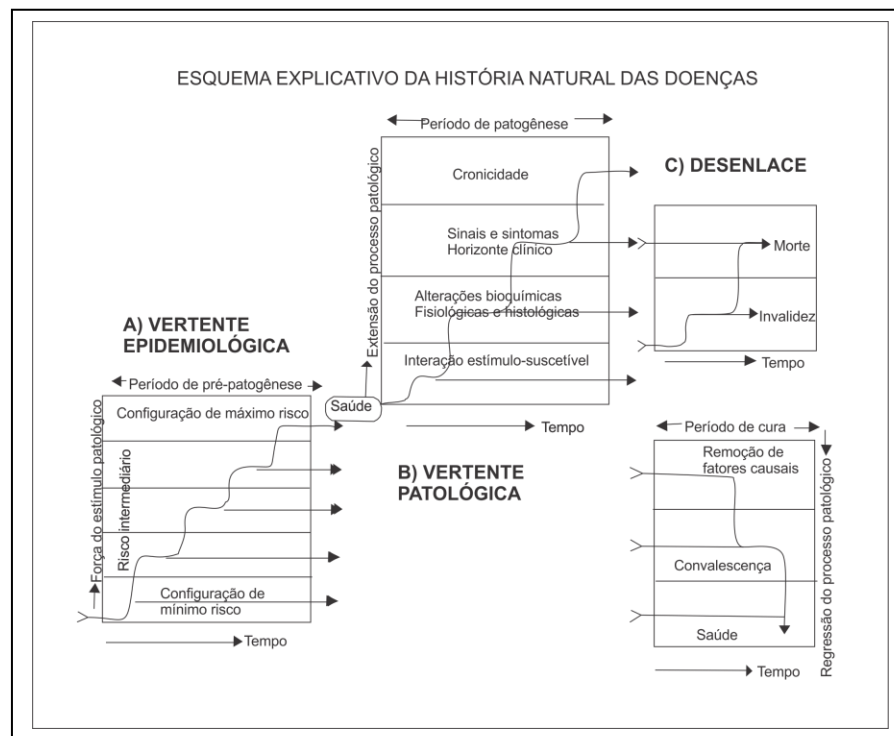 ESQUEMA EXPLICATIVO DA HISTÓRIA NATURAL DAS DOENÇAS
A) VERTENTE
EPIDEMIOLÓGICA
Período de pré-patogênese
Força do estímulo patológico
Configuração de máximo risco
Risco intermediário
Configuração de
mínimo risco
Tempo
Saúde
Período de patogênese
Extensão do processo patológico
Cronicidade
Sinais e sintomas
Horizonte clínico
Alterações bioquímicas
Fisiológicas e histológicas
Interação estímulo-suscetível
Tempo
B) VERTENTE
PATOLÓGICA
C) DESENLACE
Morte
Invalidez
Tempo
Período de cura
Remoção de
fatores causais
Convalescença
Saúde
Regressão do processo patológico
Tempo